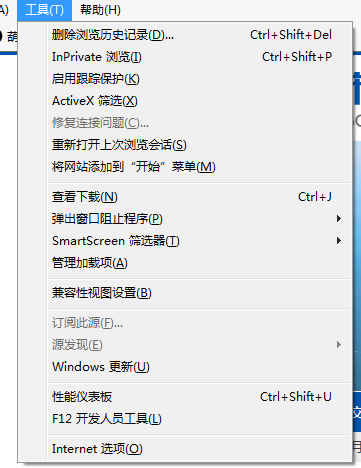 A)
工具(T)
帮助(H)
删除浏览历史记录(D)... Ctrl+Shift+Del
InPrivate 浏览(I) Ctrl+Shift+P
启用跟踪保护(K)
ActiveX 筛选(X)
修复连接问题(C)...
重新打开上次浏览会话(S)
将网站添加到“开始”菜单(M)
查看下载(N) Ctrl+J
弹出窗口阻止程序(P)
SmartScreen 筛选器(T)
管理加载项(A)
兼容性视图设置(B)
订阅此源(F)...
源发现(E)
Windows 更新(U)
性能仪表板 Ctrl+Shift+U
F12 开发人员工具(L)
Internet 选项(O)